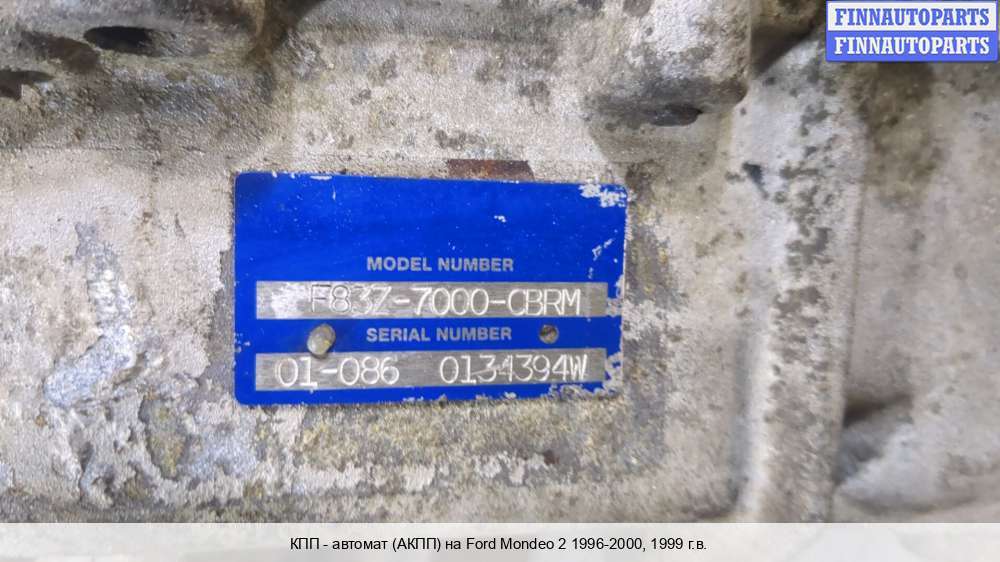 FINNAUTOPARTS
FINNAUTOPARTS
MODEL NUMBER
F83Z-7000-CBRM
SERIAL NUMBER
01-086 0134394W
КПП - автомат (АКПП) на Ford Mondeo 2 1996-2000, 1999 г.в.